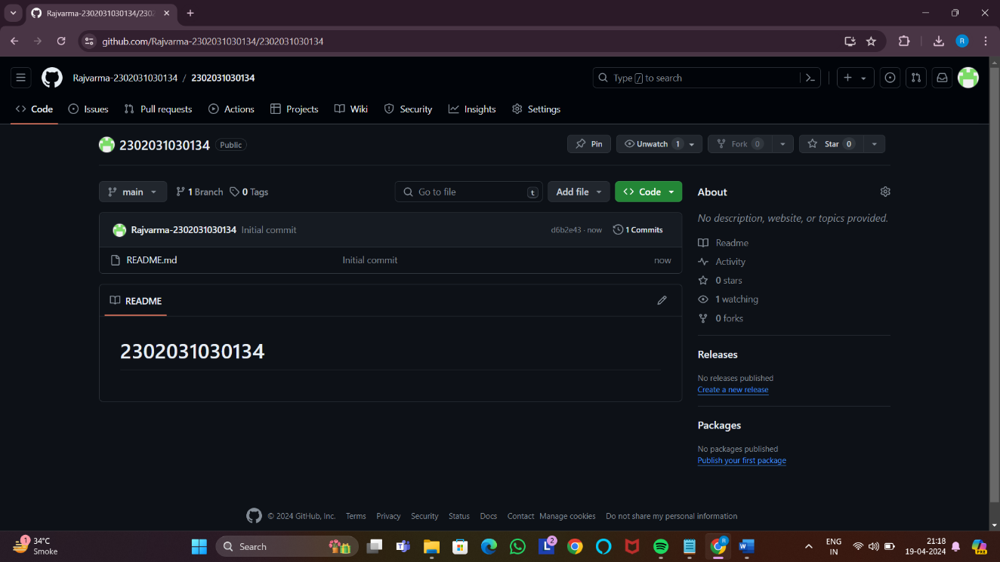 Rajvarma-2302031030134/2302
github.com/Rajvarma-2302031030134/2302031030134
R
Rajvarma-2302031030134 / 2302031030134
Type / to search
Code Issues Pull requests Actions Projects Wiki Security Insights Settings
2302031030134 Public
Pin Unwatch 1 Fork 0 Star 0
main 1 Branch 0 Tags Go to file t Add file Code
Rajvarma-2302031030134 Initial commit d6b2e43 · now 1 Commits
README.md Initial commit now
README
2302031030134
About
No description, website, or topics provided.
Readme
Activity
0 stars
1 watching
0 forks
Releases
No releases published
Create a new release
Packages
No packages published
Publish your first package
© 2024 GitHub, Inc. Terms Privacy Security Status Docs Contact Manage cookies Do not share my personal information
1
34°C
Smoke
Search
2
R
ENG
IN
21:18
19-04-2024
PRE